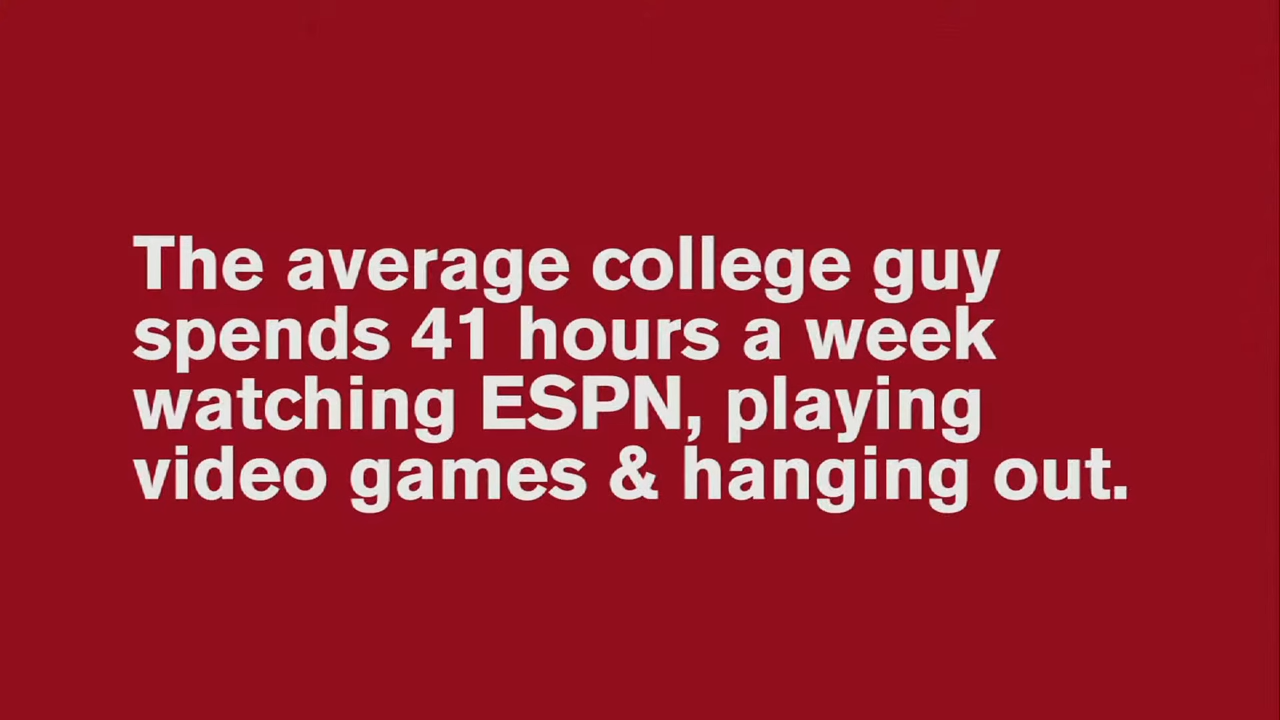 The average college guy
spends 41 hours a week
watching ESPN, playing
video games & hanging out.